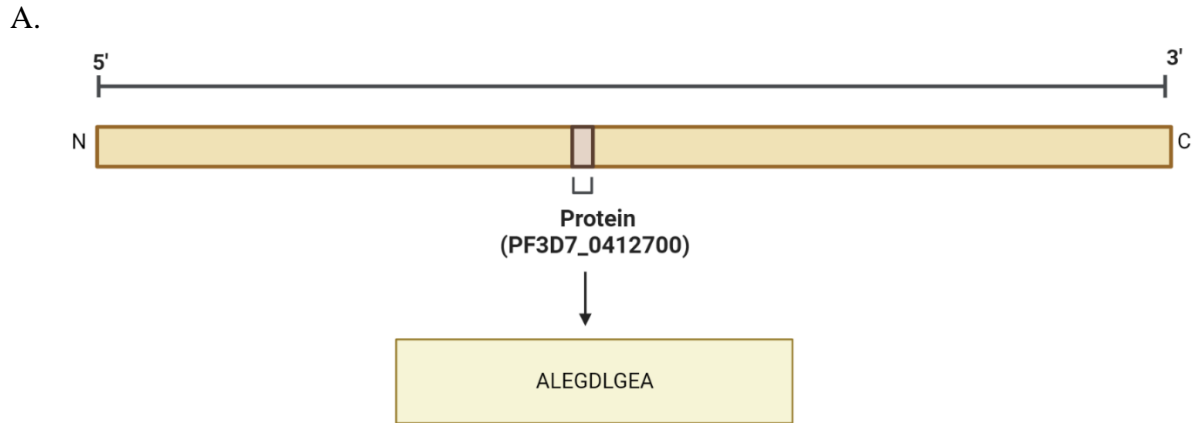 A.
5' 3'
N C
Protein
(PF3D7_0412700)
ALEGDLGEA